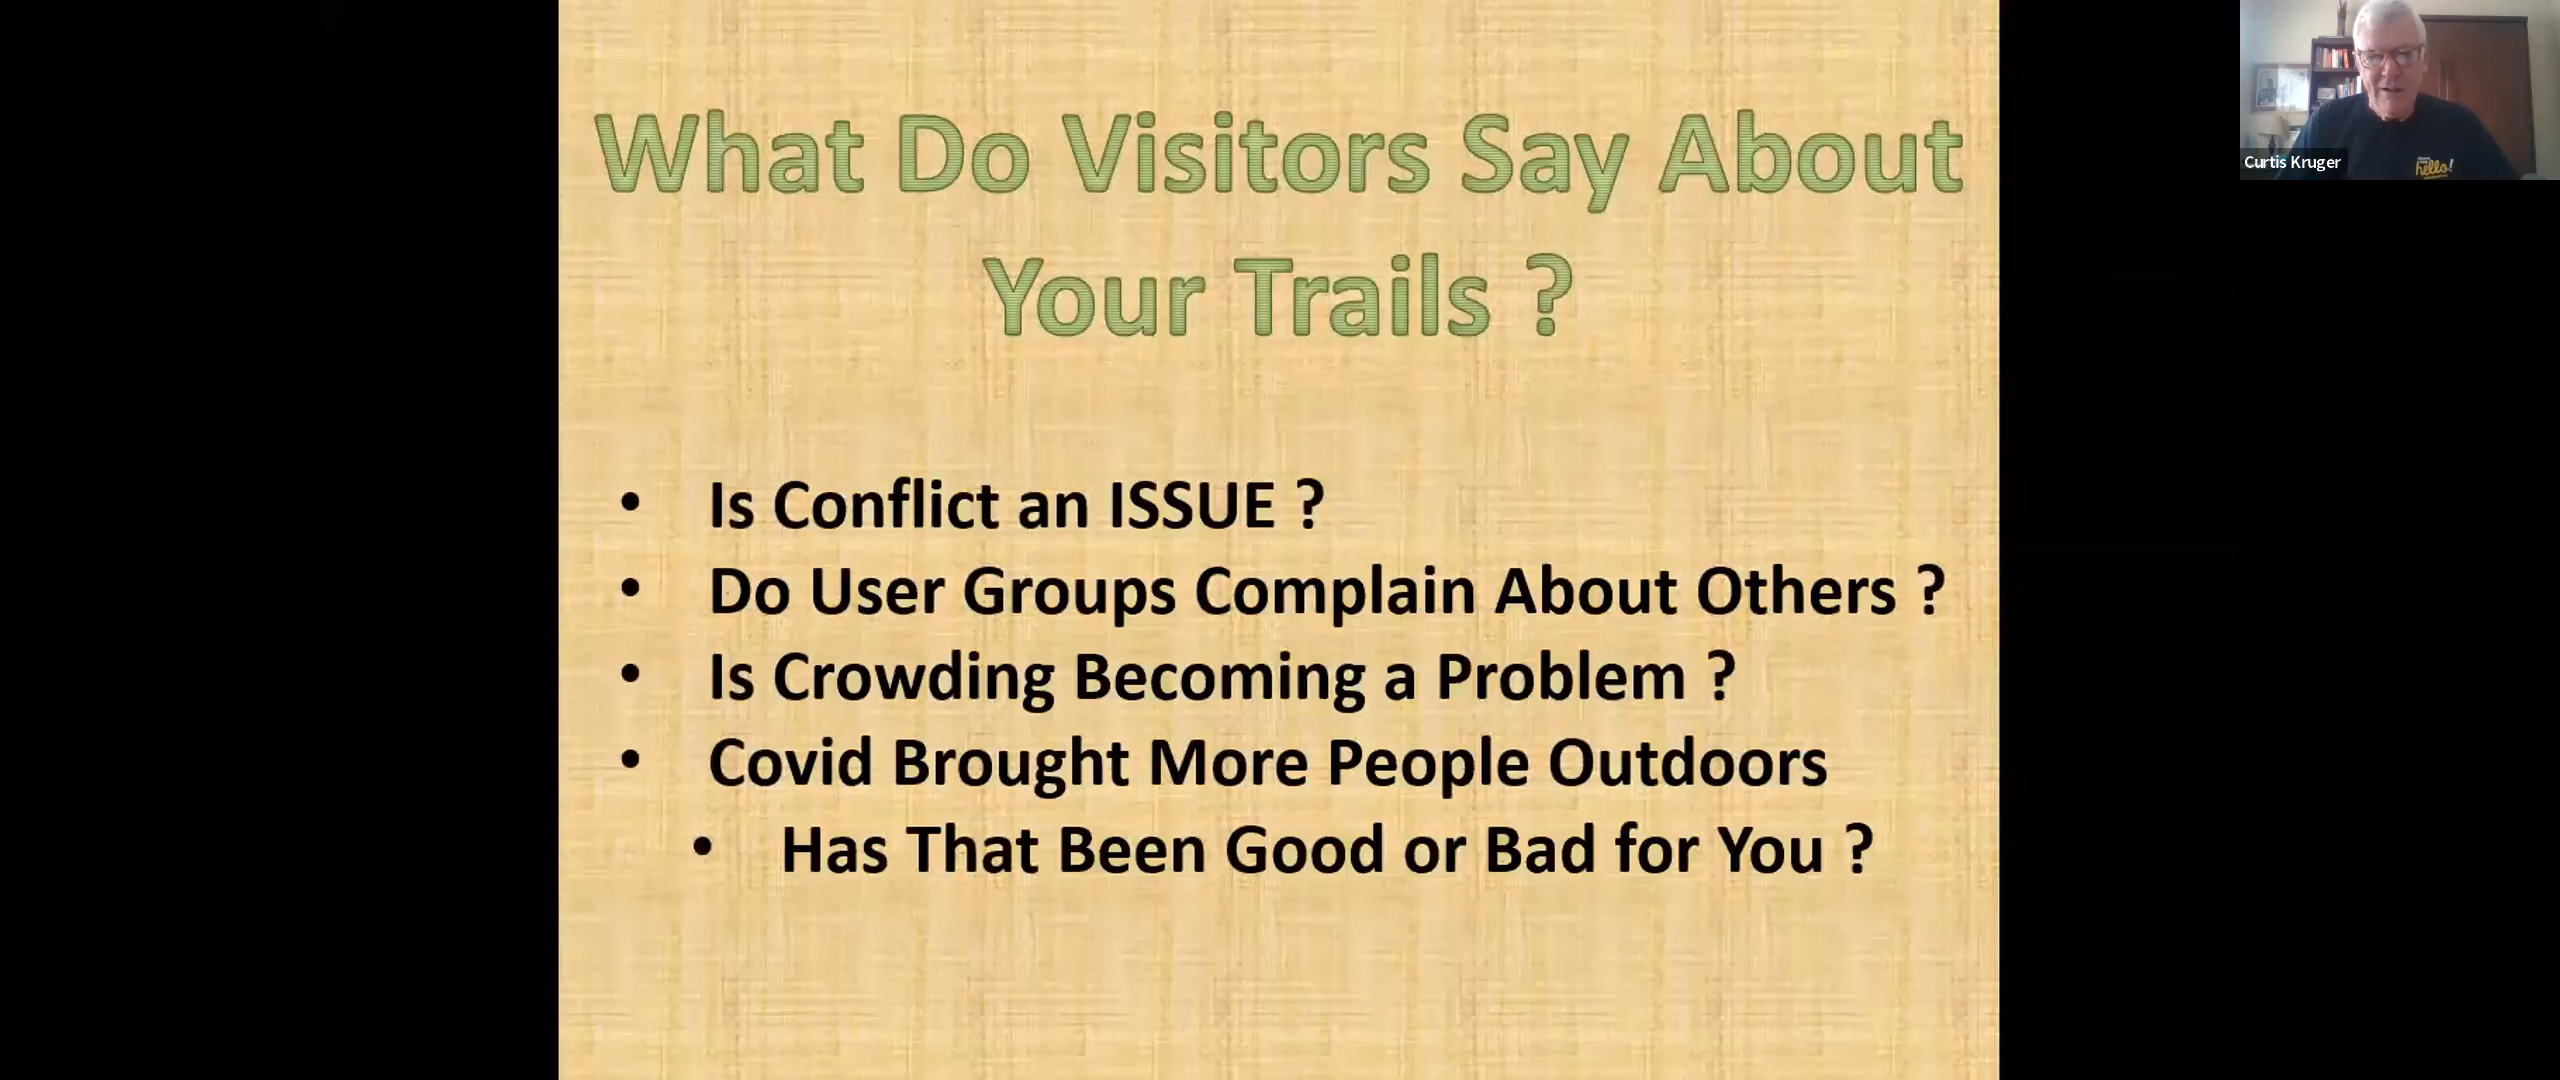 What Do Visitors Say About
Your Trails ?
• Is Conflict an ISSUE ?
• Do User Groups Complain About Others ?
• Is Crowding Becoming a Problem ?
• Covid Brought More People Outdoors
• Has That Been Good or Bad for You ?
Curtis Kruger
hello!